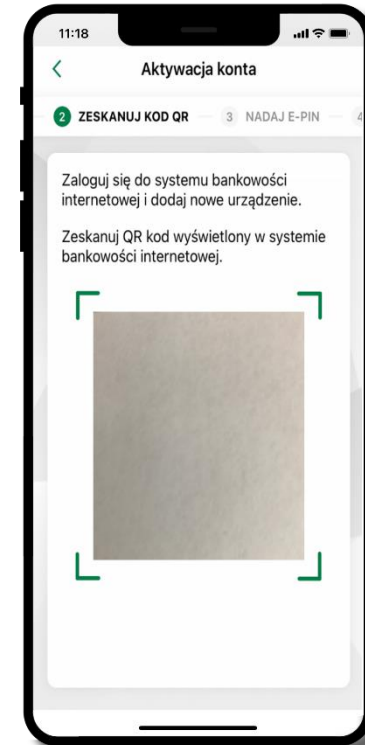 11:18
Aktywacja konta
2 ZESKANUJ KOD QR 3 NADAJ E-PIN 4
Zaloguj się do systemu bankowości
internetowej i dodaj nowe urządzenie.
Zeskanuj QR kod wyświetlony w systemie
bankowości internetowej.